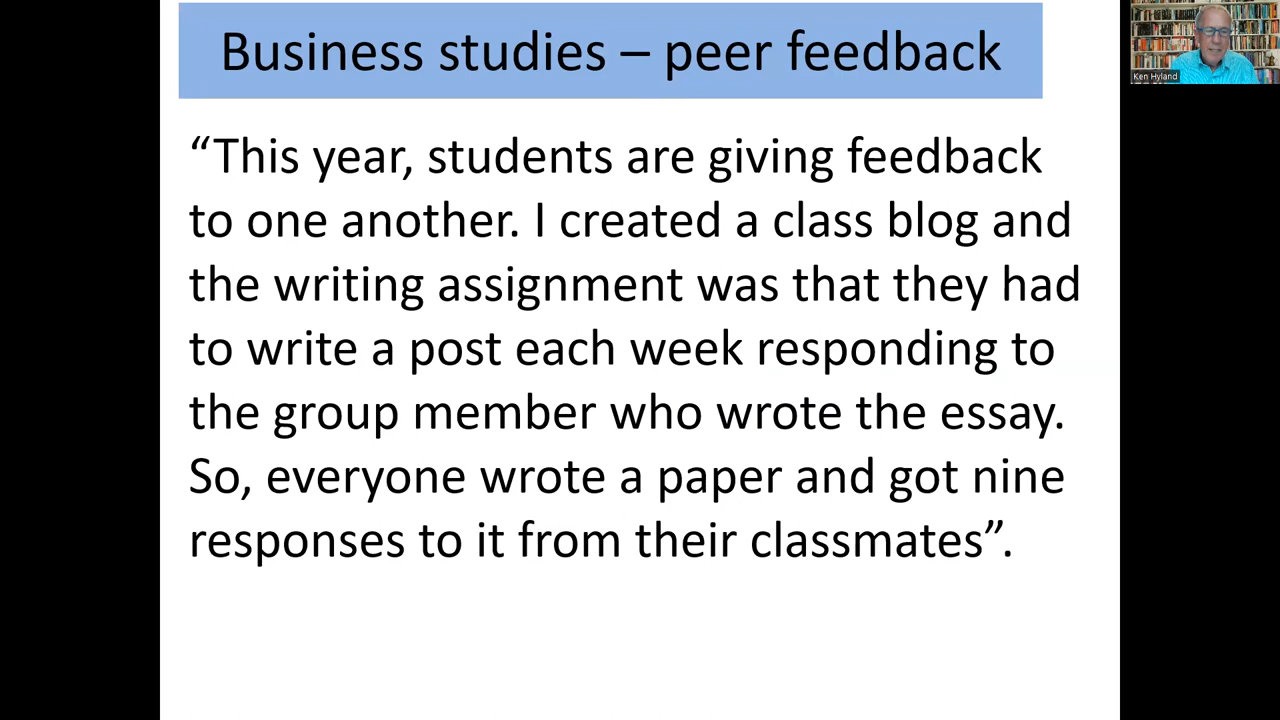 Business studies – peer feedback
“This year, students are giving feedback
to one another. I created a class blog and
the writing assignment was that they had
to write a post each week responding to
the group member who wrote the essay.
So, everyone wrote a paper and got nine
responses to it from their classmates”.
Ken Hyland